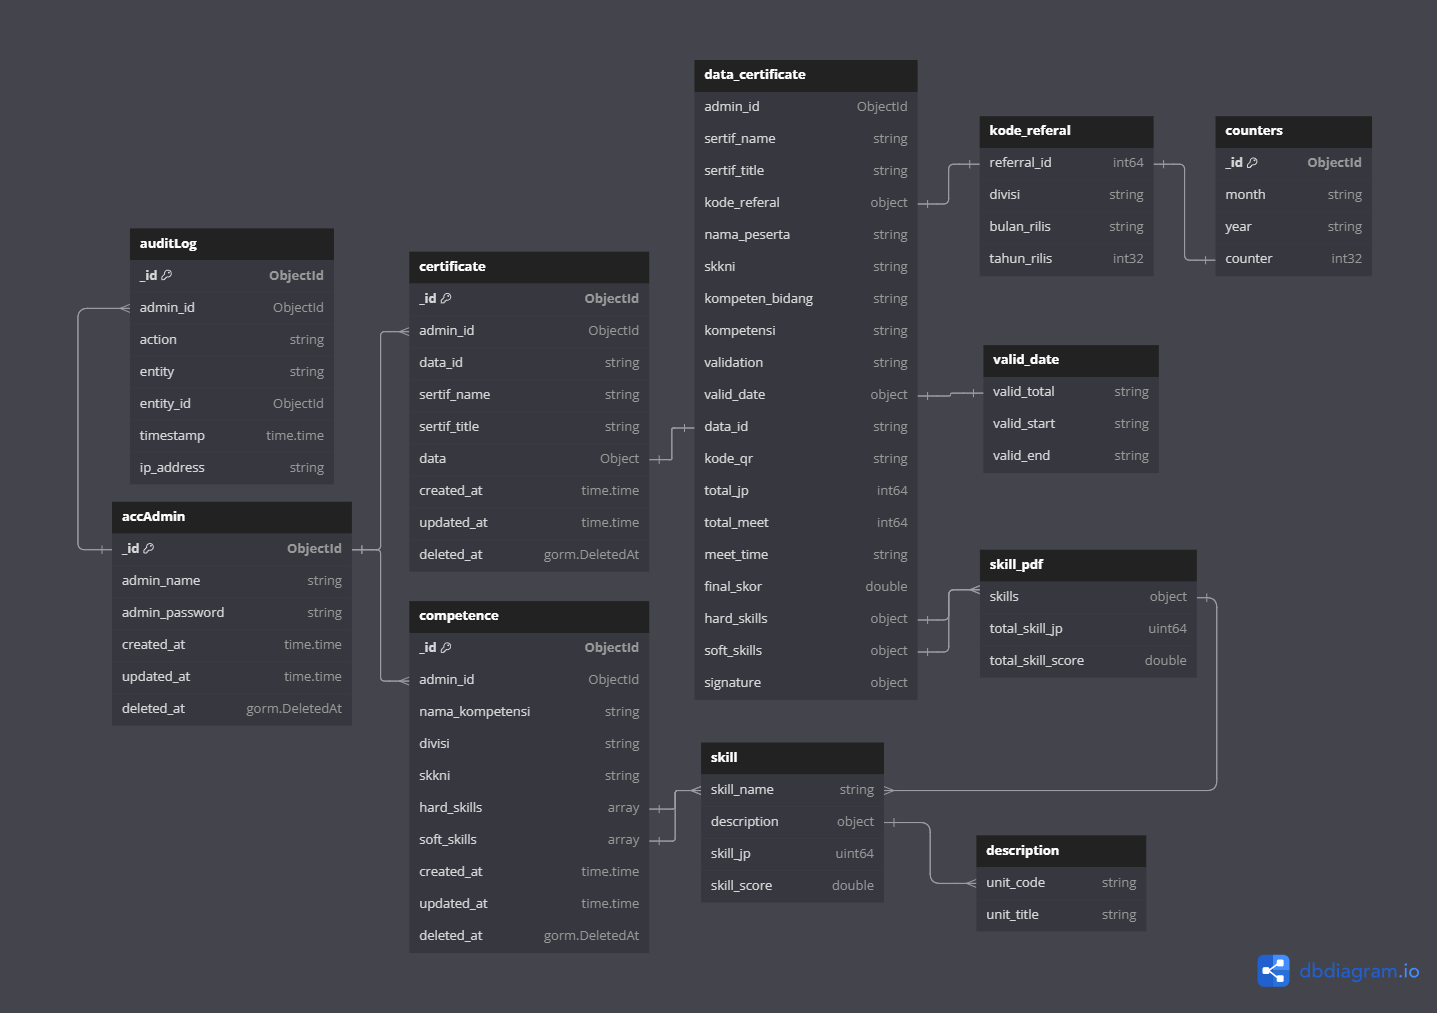 auditLog
_id ObjectId
admin_id ObjectId
action string
entity string
entity_id ObjectId
timestamp time.time
ip_address string
accAdmin
_id ObjectId
admin_name string
admin_password string
created_at time.time
updated_at time.time
deleted_at gorm.DeletedAt
certificate
_id ObjectId
admin_id ObjectId
data_id string
sertif_name string
sertif_title string
data Object
created_at time.time
updated_at time.time
deleted_at gorm.DeletedAt
competence
_id ObjectId
admin_id ObjectId
nama_kompetensi string
divisi string
skkni string
hard_skills array
soft_skills array
created_at time.time
updated_at time.time
deleted_at gorm.DeletedAt
data_certificate
admin_id ObjectId
sertif_name string
sertif_title string
kode_referal object
nama_peserta string
skkni string
kompeten_bidang string
kompetensi string
validation string
valid_date object
data_id string
kode_qr string
total_jp int64
total_meet int64
meet_time string
final_skor double
hard_skills object
soft_skills object
signature object
skill
skill_name string
description object
skill_jp uint64
skill_score double
kode_referal
referral_id int64
divisi string
bulan_rilis string
tahun_rilis int32
counters
_id ObjectId
month string
year string
counter int32
valid_date
valid_total string
valid_start string
valid_end string
skill_pdf
skills object
total_skill_jp uint64
total_skill_score double
description
unit_code string
unit_title string
dbdiagram.io